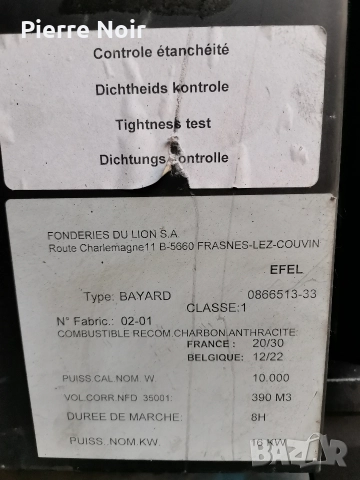 Pierre Noir
Controle étanchéité
Dichtheids kontrole
Tightness test
Dichtungs kontrolle
FONDERIES DU LION S.A.
Route Charlemagne11 B-5660 FRASNES-LEZ-COUVIN
EFEL
Type: BAYARD 0866513-33
CLASSE:1
N° Fabric.: 02-01
COMBUSTIBLE RECOM.CHARBON,ANTHRACITE
FRANCE : 20/30
BELGIQUE: 12/22
PUISS CAL.NOM W. 10.000
VOL.CORR.NFD 35001: 390 M3
DUREE DE MARCHE: 8H
PUISS. NOM.KW. 16 KW
BAZAR